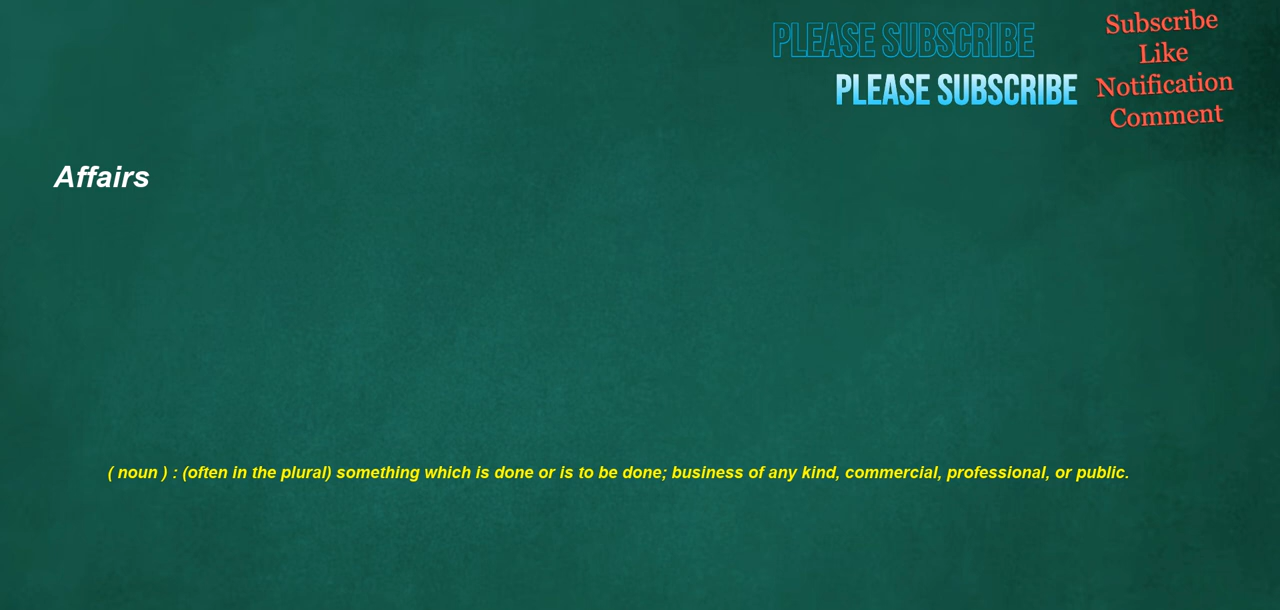 PLEASE SUBSCRIBE
PLEASE SUBSCRIBE
Subscribe
Like
Notification
Comment
Affairs
( noun ) : (often in the plural) something which is done or is to be done; business of any kind, commercial, professional, or public.